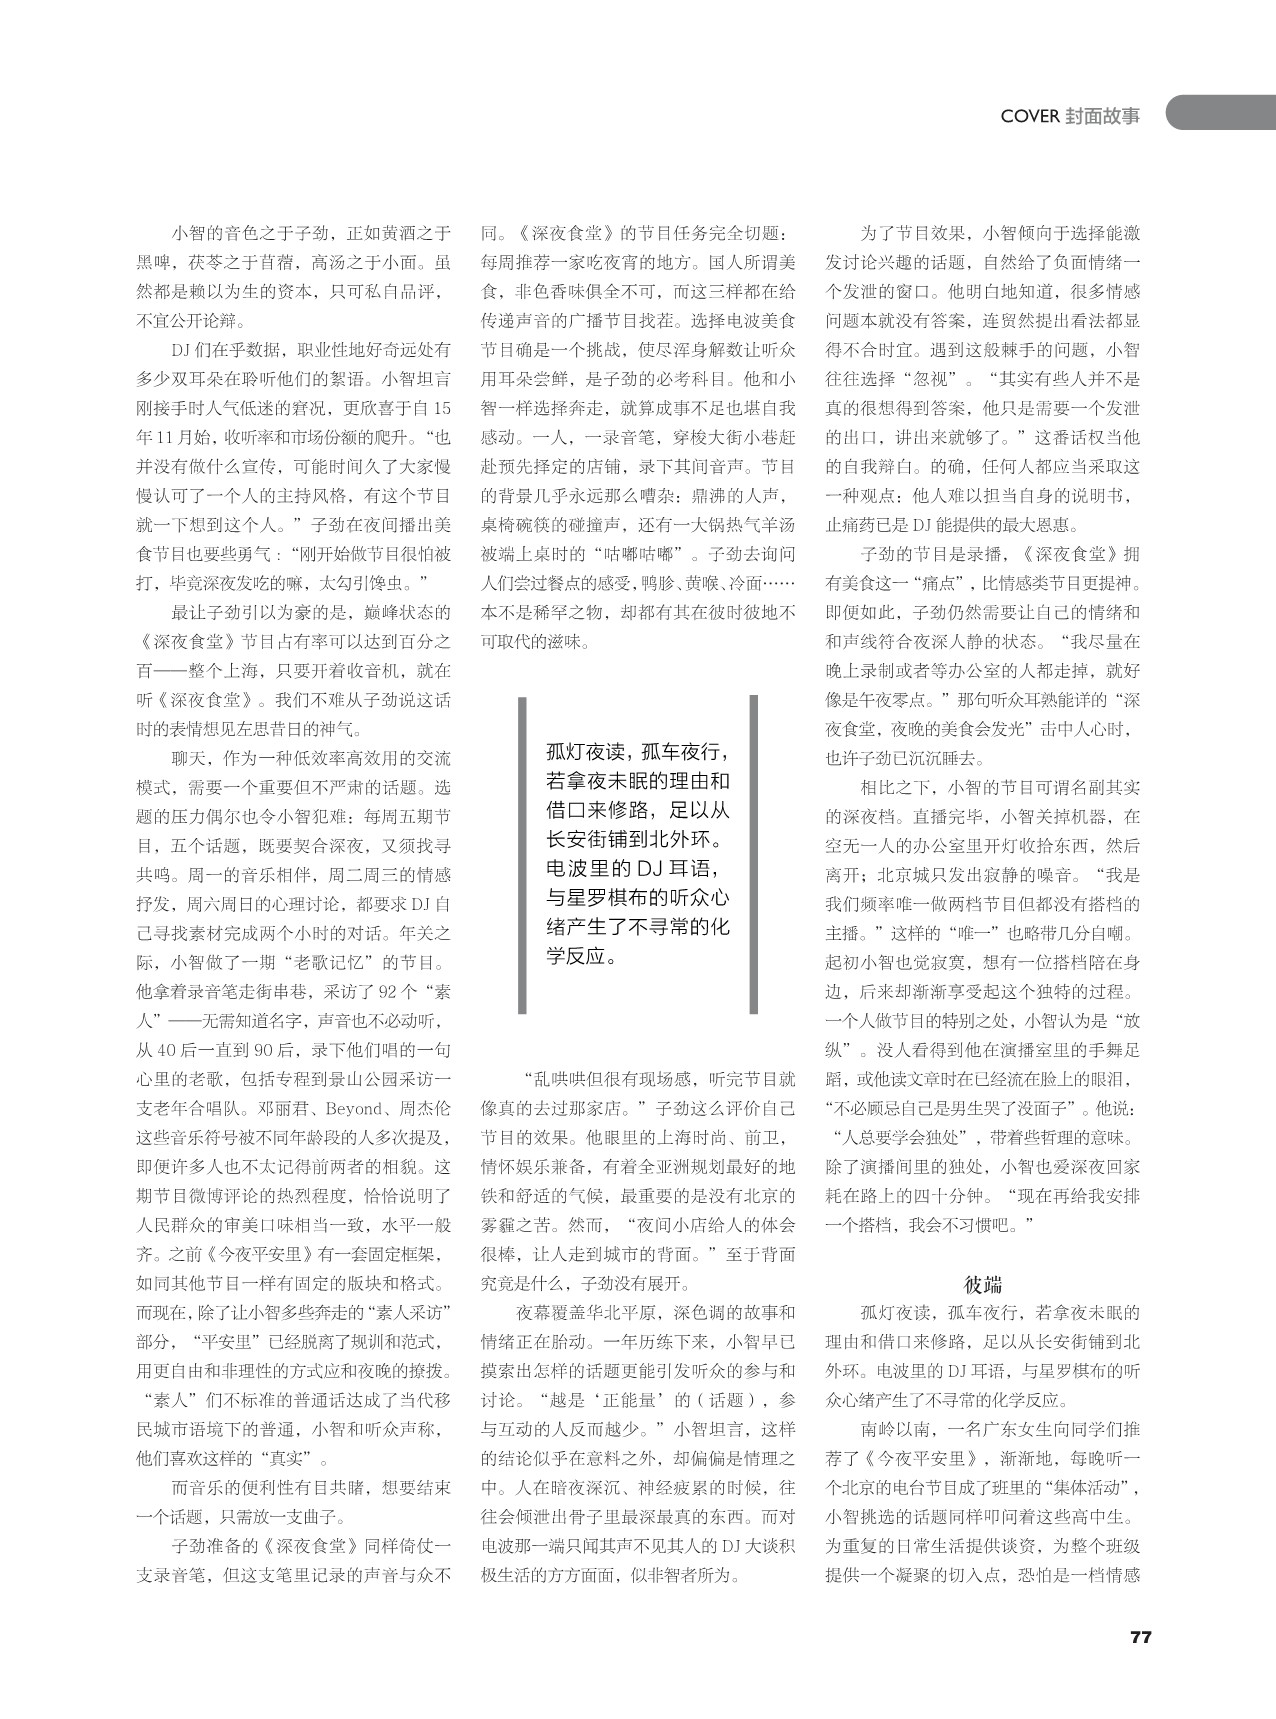 COVER 封面故事
小智的音色之于子劲，正如黄酒之于
黑啤，茯苓之于苜蓿，高汤之于小面。虽
然都是赖以为生的资本，只可私自品评，
不宜公开论辩。
DJ 们在乎数据，职业性地好奇远处有
多少双耳朵在聆听他们的絮语。小智坦言
刚接手时人气低迷的窘况，更欣喜于自 15
年 11 月始，收听率和市场份额的爬升。“也
并没有做什么宣传，可能时间久了大家慢
慢认可了一个人的主持风格，有这个节目
就一下想到这个人。”子劲在夜间播出美
食节目也要些勇气：“刚开始做节目很怕被
打，毕竟深夜发吃的嘛，太勾引馋虫。”
最让子劲引以为豪的是，巅峰状态的
《深夜食堂》节目占有率可以达到百分之
百——整个上海，只要开着收音机，就在
听《深夜食堂》。我们不难从子劲说这话
时的表情想见左思昔日的神气。
聊天，作为一种低效率高效用的交流
模式，需要一个重要但不严肃的话题。选
题的压力偶尔也令小智犯难：每周五期节
目，五个话题，既要契合深夜，又须找寻
共鸣。周一的音乐相伴，周二周三的情感
抒发，周六周日的心理讨论，都要求 DJ 自
己寻找素材完成两个小时的对话。年关之
际，小智做了一期“老歌记忆”的节目。
他拿着录音笔走街串巷，采访了 92 个“素
人”——无需知道名字，声音也不必动听，
从 40 后一直到 90 后，录下他们唱的一句
心里的老歌，包括专程到景山公园采访一
支老年合唱队。邓丽君、Beyond、周杰伦
这些音乐符号被不同年龄段的人多次提及，
即便许多人也不太记得前两者的相貌。这
期节目微博评论的热烈程度，恰恰说明了
人民群众的审美口味相当一致，水平一般
齐。之前《今夜平安里》有一套固定框架，
如同其他节目一样有固定的版块和格式。
而现在，除了让小智多些奔走的“素人采访”
部分，“平安里”已经脱离了规训和范式，
用更自由和非理性的方式应和夜晚的撩拨。
“素人”们不标准的普通话达成了当代移
民城市语境下的普通，小智和听众声称，
他们喜欢这样的“真实”。
而音乐的便利性有目共睹，想要结束
一个话题，只需放一支曲子。
子劲准备的《深夜食堂》同样倚仗一
支录音笔，但这支笔里记录的声音与众不
同。《深夜食堂》的节目任务完全切题：
每周推荐一家吃夜宵的地方。国人所谓美
食，非色香味俱全不可，而这三样都在给
传递声音的广播节目找茬。选择电波美食
节目确是一个挑战，使尽浑身解数让听众
用耳朵尝鲜，是子劲的必考科目。他和小
智一样选择奔走，就算成事不足也堪自我
感动。一人，一录音笔，穿梭大街小巷赶
赴预先择定的店铺，录下其间音声。节目
的背景几乎永远那么嘈杂：鼎沸的人声，
桌椅碗筷的碰撞声，还有一大锅热气羊汤
被端上桌时的“咕嘟咕嘟”。子劲去询问
人们尝过餐点的感受，鸭胗、黄喉、冷面……
本不是稀罕之物，却都有其在彼时彼地不
可取代的滋味。
孤灯夜读，孤车夜行，
若拿夜未眠的理由和
借口来修路，足以从
长安街铺到北外环。
电波里的 DJ 耳语，
与星罗棋布的听众心
绪产生了不寻常的化
学反应。
“乱哄哄但很有现场感，听完节目就
像真的去过那家店。”子劲这么评价自己
节目的效果。他眼里的上海时尚、前卫，
情怀娱乐兼备，有着全亚洲规划最好的地
铁和舒适的气候，最重要的是没有北京的
雾霾之苦。然而，“夜间小店给人的体会
很棒，让人走到城市的背面。”至于背面
究竟是什么，子劲没有展开。
夜幕覆盖华北平原，深色调的故事和
情绪正在胎动。一年历练下来，小智早已
摸索出怎样的话题更能引发听众的参与和
讨论。“越是‘正能量’的（话题），参
与互动的人反而越少。”小智坦言，这样
的结论似乎在意料之外，却偏偏是情理之
中。人在暗夜深沉、神经疲累的时候，往
往会倾泄出骨子里最深最真的东西。而对
电波那一端只闻其声不见其人的 DJ 大谈积
极生活的方方面面，似非智者所为。
为了节目效果，小智倾向于选择能激
发讨论兴趣的话题，自然给了负面情绪一
个发泄的窗口。他明白地知道，很多情感
问题本就没有答案，连贸然提出看法都显
得不合时宜。遇到这般棘手的问题，小智
往往选择“忽视”。“其实有些人并不是
真的很想得到答案，他只是需要一个发泄
的出口，讲出来就够了。”这番话权当他
的自我辩白。的确，任何人都应当采取这
一种观点：他人难以担当自身的说明书，
止痛药已是 DJ 能提供的最大恩惠。
子劲的节目是录播，《深夜食堂》拥
有美食这一“痛点”，比情感类节目更提神。
即便如此，子劲仍然需要让自己的情绪和
和声线符合夜深人静的状态。“我尽量在
晚上录制或者等办公室的人都走掉，就好
像是午夜零点。”那句听众耳熟能详的“深
夜食堂，夜晚的美食会发光”击中人心时，
也许子劲已沉沉睡去。
相比之下，小智的节目可谓名副其实
的深夜档。直播完毕，小智关掉机器，在
空无一人的办公室里开灯收拾东西，然后
离开；北京城只发出寂静的噪音。“我是
我们频率唯一做两档节目但都没有搭档的
主播。”这样的“唯一”也略带几分自嘲。
起初小智也觉寂寞，想有一位搭档陪在身
边，后来却渐渐享受起这个独特的过程。
一个人做节目的特别之处，小智认为是“放
纵”。没人看得到他在演播室里的手舞足
蹈，或他读文章时在已经流在脸上的眼泪，
“不必顾忌自己是男生哭了没面子”。他说：
“人总要学会独处”，带着些哲理的意味。
除了演播间里的独处，小智也爱深夜回家
耗在路上的四十分钟。“现在再给我安排
一个搭档，我会不习惯吧。”
彼端
孤灯夜读，孤车夜行，若拿夜未眠的
理由和借口来修路，足以从长安街铺到北
外环。电波里的 DJ 耳语，与星罗棋布的听
众心绪产生了不寻常的化学反应。
南岭以南，一名广东女生向同学们推
荐了《今夜平安里》，渐渐地，每晚听一
个北京的电台节目成了班里的“集体活动”，
小智挑选的话题同样叩问着这些高中生。
为重复的日常生活提供谈资，为整个班级
提供一个凝聚的切入点，恐怕是一档情感
77